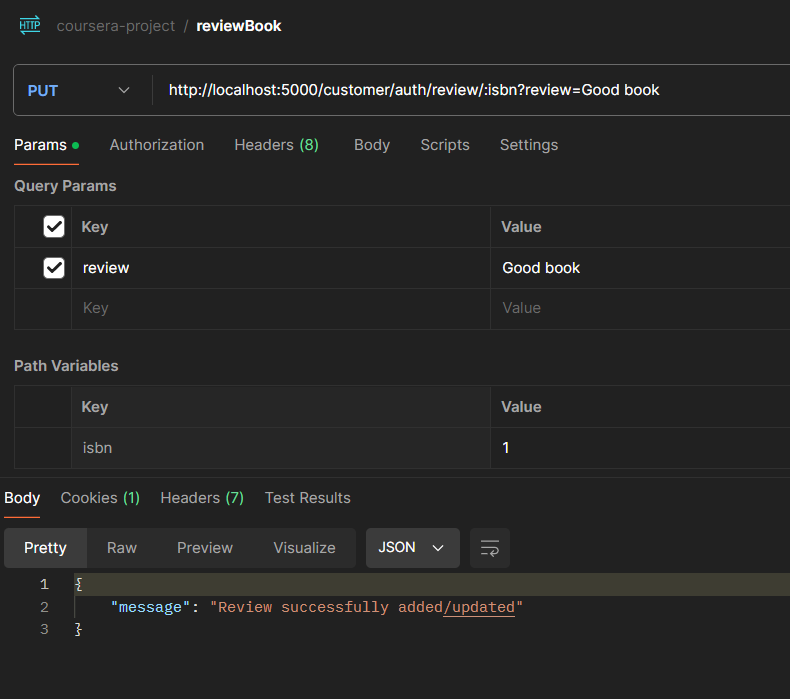 HTTP coursera-project / reviewBook
PUT http://localhost:5000/customer/auth/review/:isbn?review=Good book
Params Authorization Headers (8) Body Scripts Settings
Query Params
Key Value
review Good book
Key Value
Path Variables
Key Value
isbn 1
Body Cookies (1) Headers (7) Test Results
Pretty Raw Preview Visualize JSON
1 {
2 "message": "Review successfully added/updated"
3 }